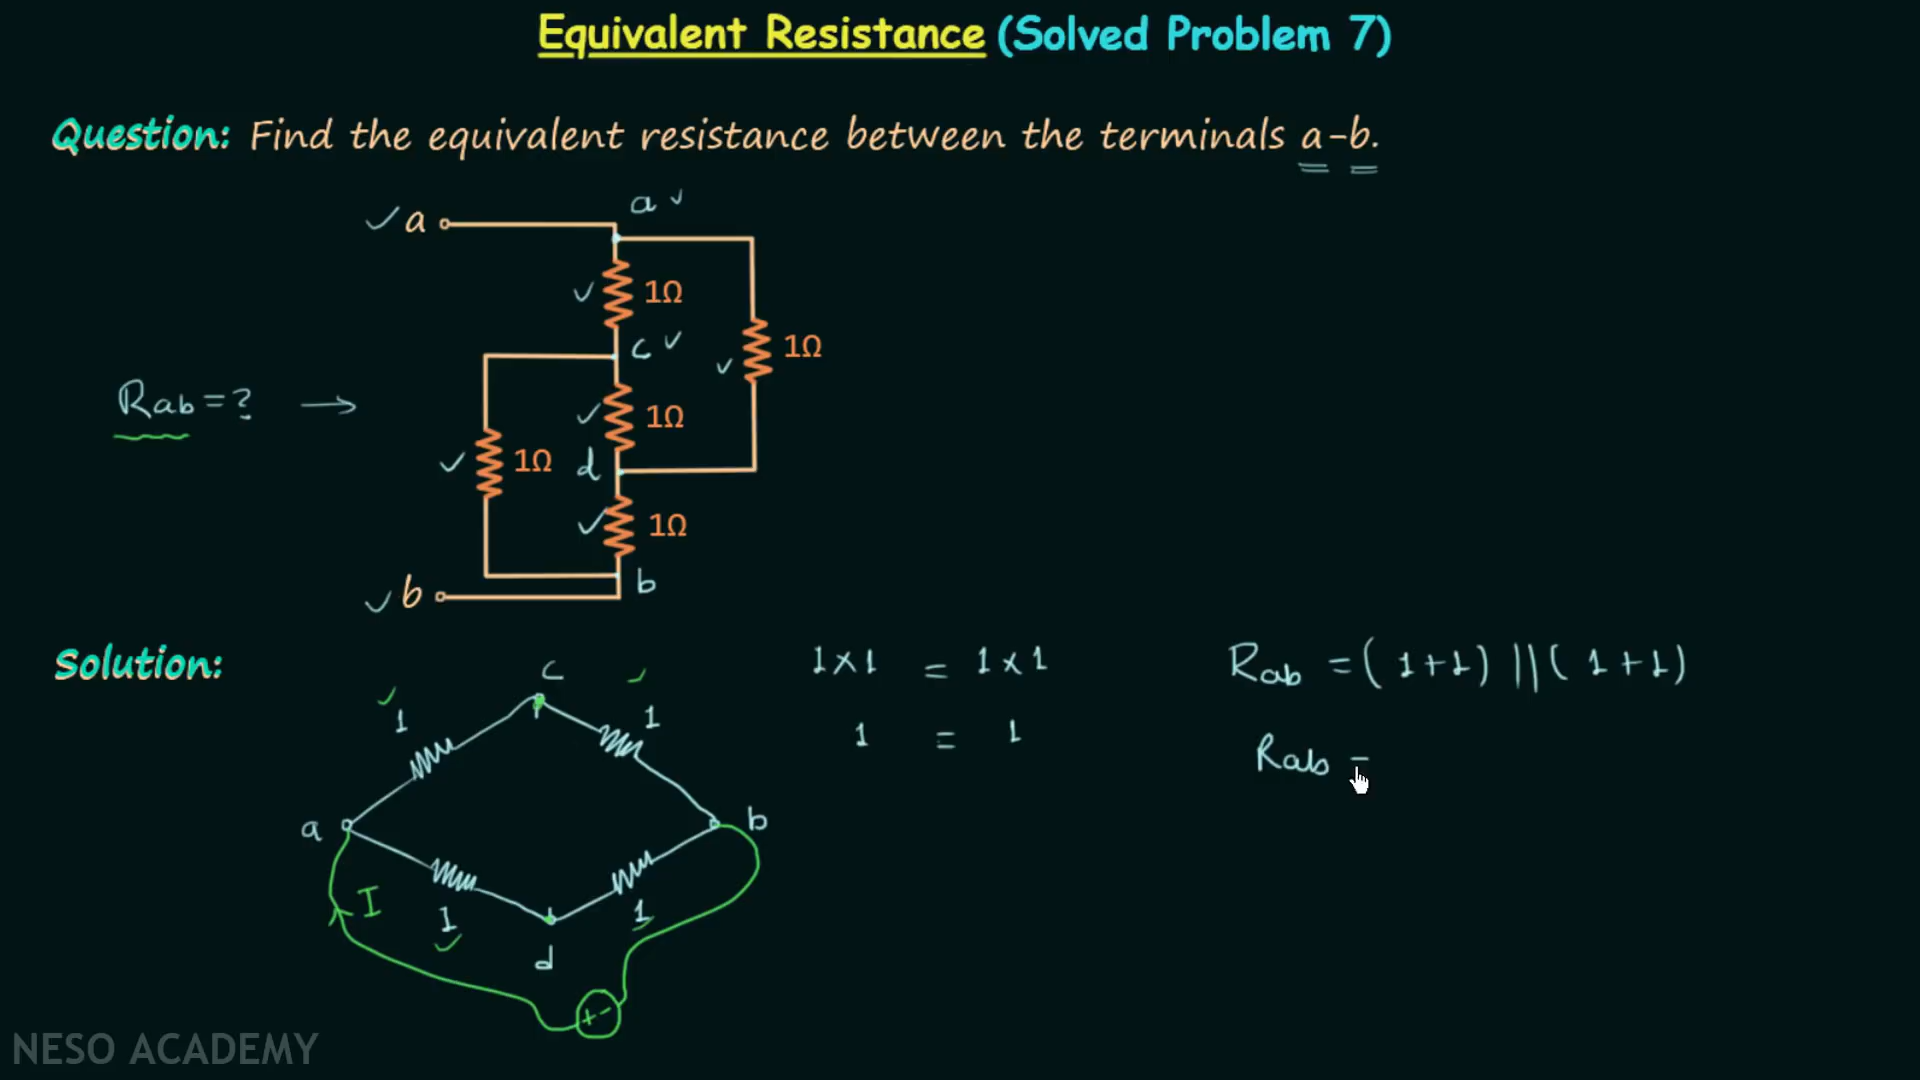 Equivalent Resistance (Solved Problem 7)
Question: Find the equivalent resistance between the terminals a-b.
a
a
1Ω
c
1Ω
Rab = ? →
1Ω
1Ω
d
1Ω
b
b
Solution:
c
1
1
1×1 = 1×1
Rab = (1+1) || (1+1)
1 = 1
Rab =
a
b
I
1
1
d
+ -
NESO ACADEMY